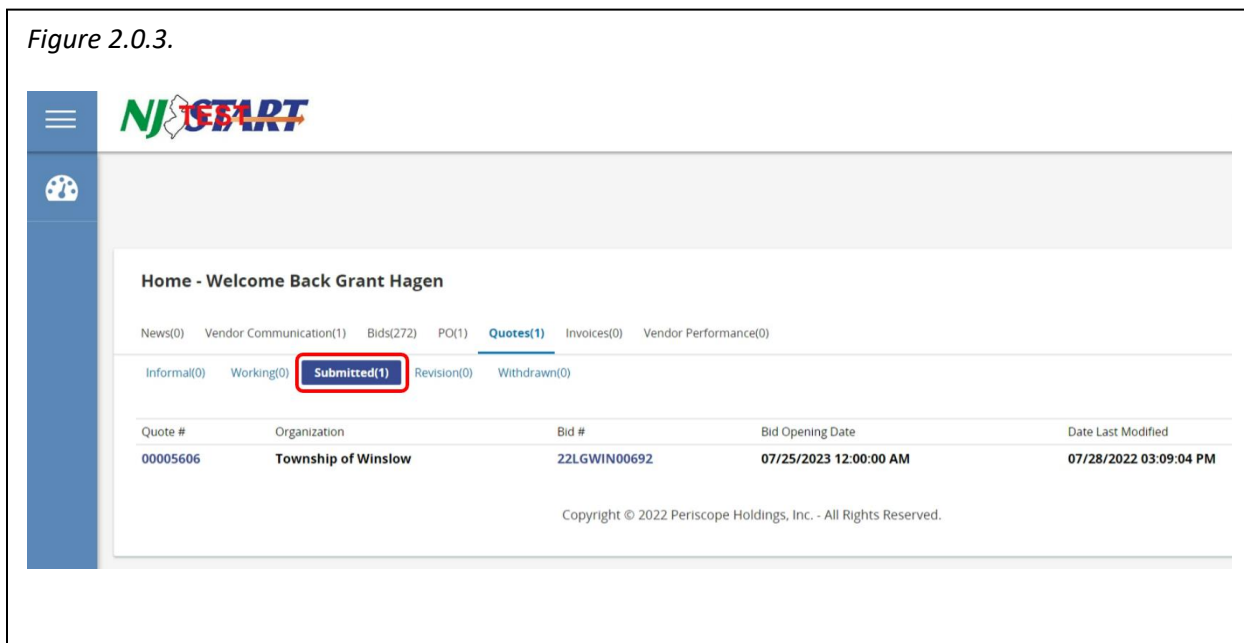 Figure 2.0.3.
NJ START
TEST
Home - Welcome Back Grant Hagen
News(0) Vendor Communication(1) Bids(272) PO(1) Quotes(1) Invoices(0) Vendor Performance(0)
Informal(0) Working(0) Submitted(1) Revision(0) Withdrawn(0)
Quote # Organization Bid # Bid Opening Date Date Last Modified
00005606 Township of Winslow 22LGWIN00692 07/25/2023 12:00:00 AM 07/28/2022 03:09:04 PM
Copyright © 2022 Periscope Holdings, Inc. - All Rights Reserved.